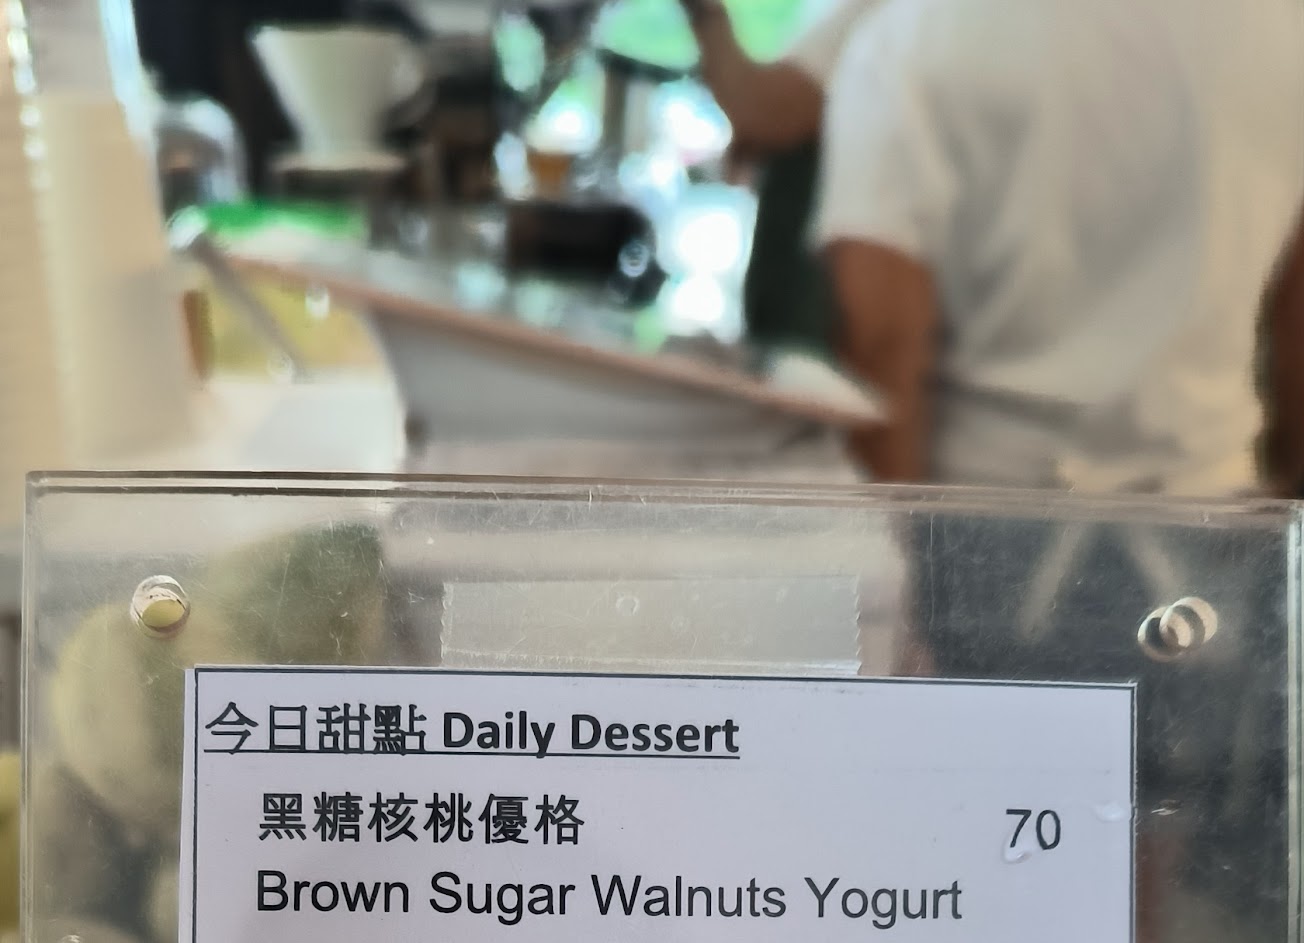 今日甜點 Daily Dessert
黑糖核桃優格 70
Brown Sugar Walnuts Yogurt